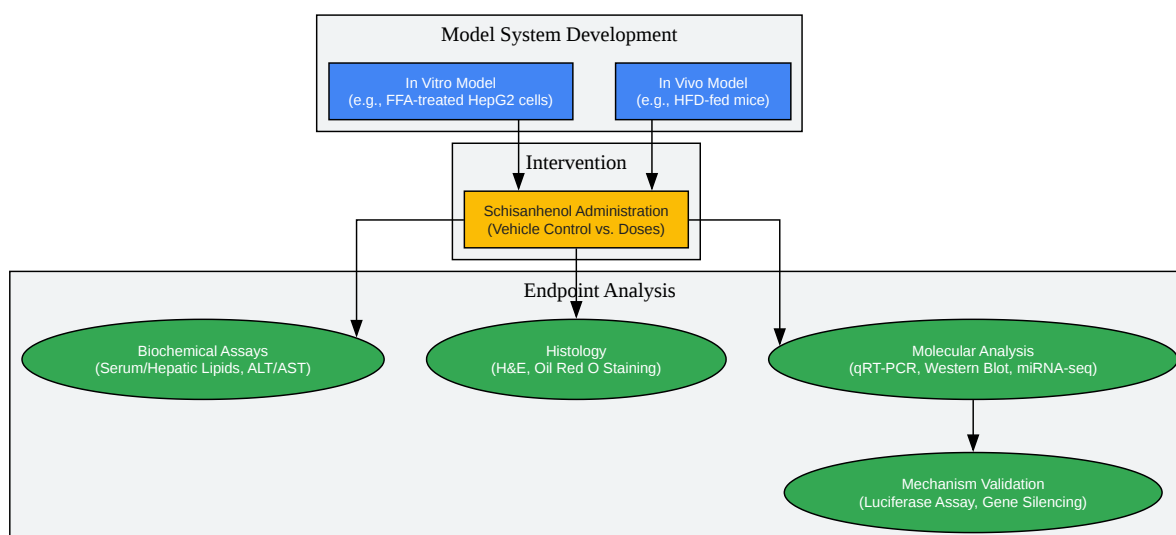 Model System Development
In Vitro Model
(e.g., FFA-treated HepG2 cells)
In Vivo Model
(e.g., HFD-fed mice)
Intervention
Schisanhenol Administration
(Vehicle Control vs. Doses)
Endpoint Analysis
Biochemical Assays
(Serum/Hepatic Lipids, ALT/AST)
Histology
(H&E, Oil Red O Staining)
Molecular Analysis
(qRT-PCR, Western Blot, miRNA-seq)
Mechanism Validation
(Luciferase Assay, Gene Silencing)